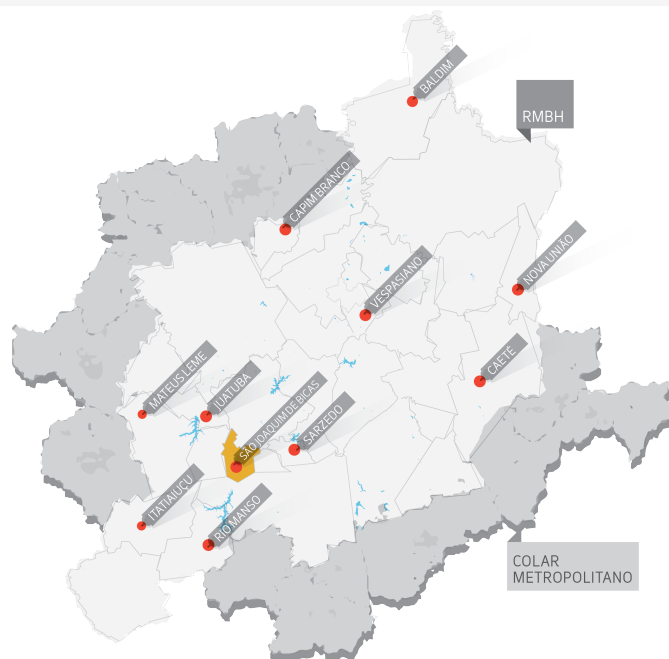 BALDIM
RMBH
CAPIM BRANCO
NOVA UNIÃO
VESPASIANO
CAETÉ
MATEUS LEME
JUATUBA
SÃO JOAQUIM DE BICAS
SARZEDO
ITATIAIUÇU
RIO MANSO
COLAR
METROPOLITANO